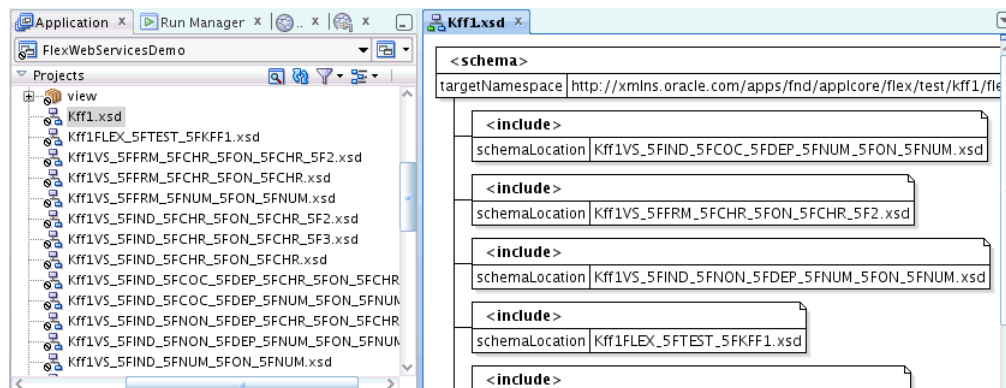 Application x Run Manager x .. x x
FlexWebServicesDemo
Projects
view
Kff1.xsd
Kff1FLEX_5FTEST_5FKFF1.xsd
Kff1VS_5FFRM_5FCHR_5FON_5FCHR_5F2.xsd
Kff1VS_5FFRM_5FCHR_5FON_5FCHR.xsd
Kff1VS_5FFRM_5FNUM_5FON_5FNUM.xsd
Kff1VS_5FIND_5FCHR_5FON_5FCHR_5F2.xsd
Kff1VS_5FIND_5FCHR_5FON_5FCHR_5F3.xsd
Kff1VS_5FIND_5FCHR_5FON_5FCHR.xsd
Kff1VS_5FIND_5FCOC_5FDEP_5FCHR_5FON_5FCHR
Kff1VS_5FIND_5FCOC_5FDEP_5FNUM_5FON_5FNUM
Kff1VS_5FIND_5FNON_5FDEP_5FCHR_5FON_5FCHR
Kff1VS_5FIND_5FNON_5FDEP_5FNUM_5FON_5FNUM
Kff1VS_5FIND_5FNUM_5FON_5FNUM.xsd
Kff1.xsd x
<schema>
targetNamespace http://xmlns.oracle.com/apps/fnd/applcore/flex/test/kff1/fle
<include>
schemaLocation Kff1VS_5FIND_5FCOC_5FDEP_5FNUM_5FON_5FNUM.xsd
<include>
schemaLocation Kff1VS_5FFRM_5FCHR_5FON_5FCHR_5F2.xsd
<include>
schemaLocation Kff1VS_5FIND_5FNON_5FDEP_5FNUM_5FON_5FNUM.xsd
<include>
schemaLocation Kff1FLEX_5FTEST_5FKFF1.xsd
<include>